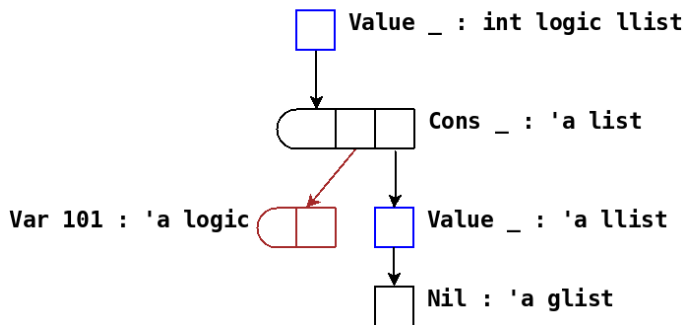 Value _ : int logic llist
Cons _ : 'a list
Var 101 : 'a logic
Value _ : 'a llist
Nil : 'a glist